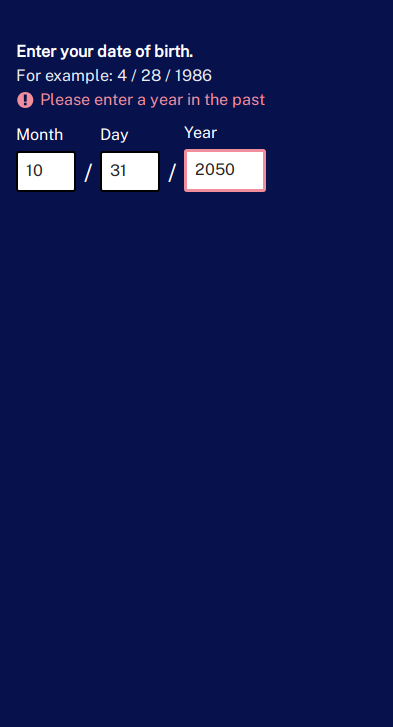 Enter your date of birth.
For example: 4 / 28 / 1986
Please enter a year in the past
Month Day Year
10 / 31 / 2050